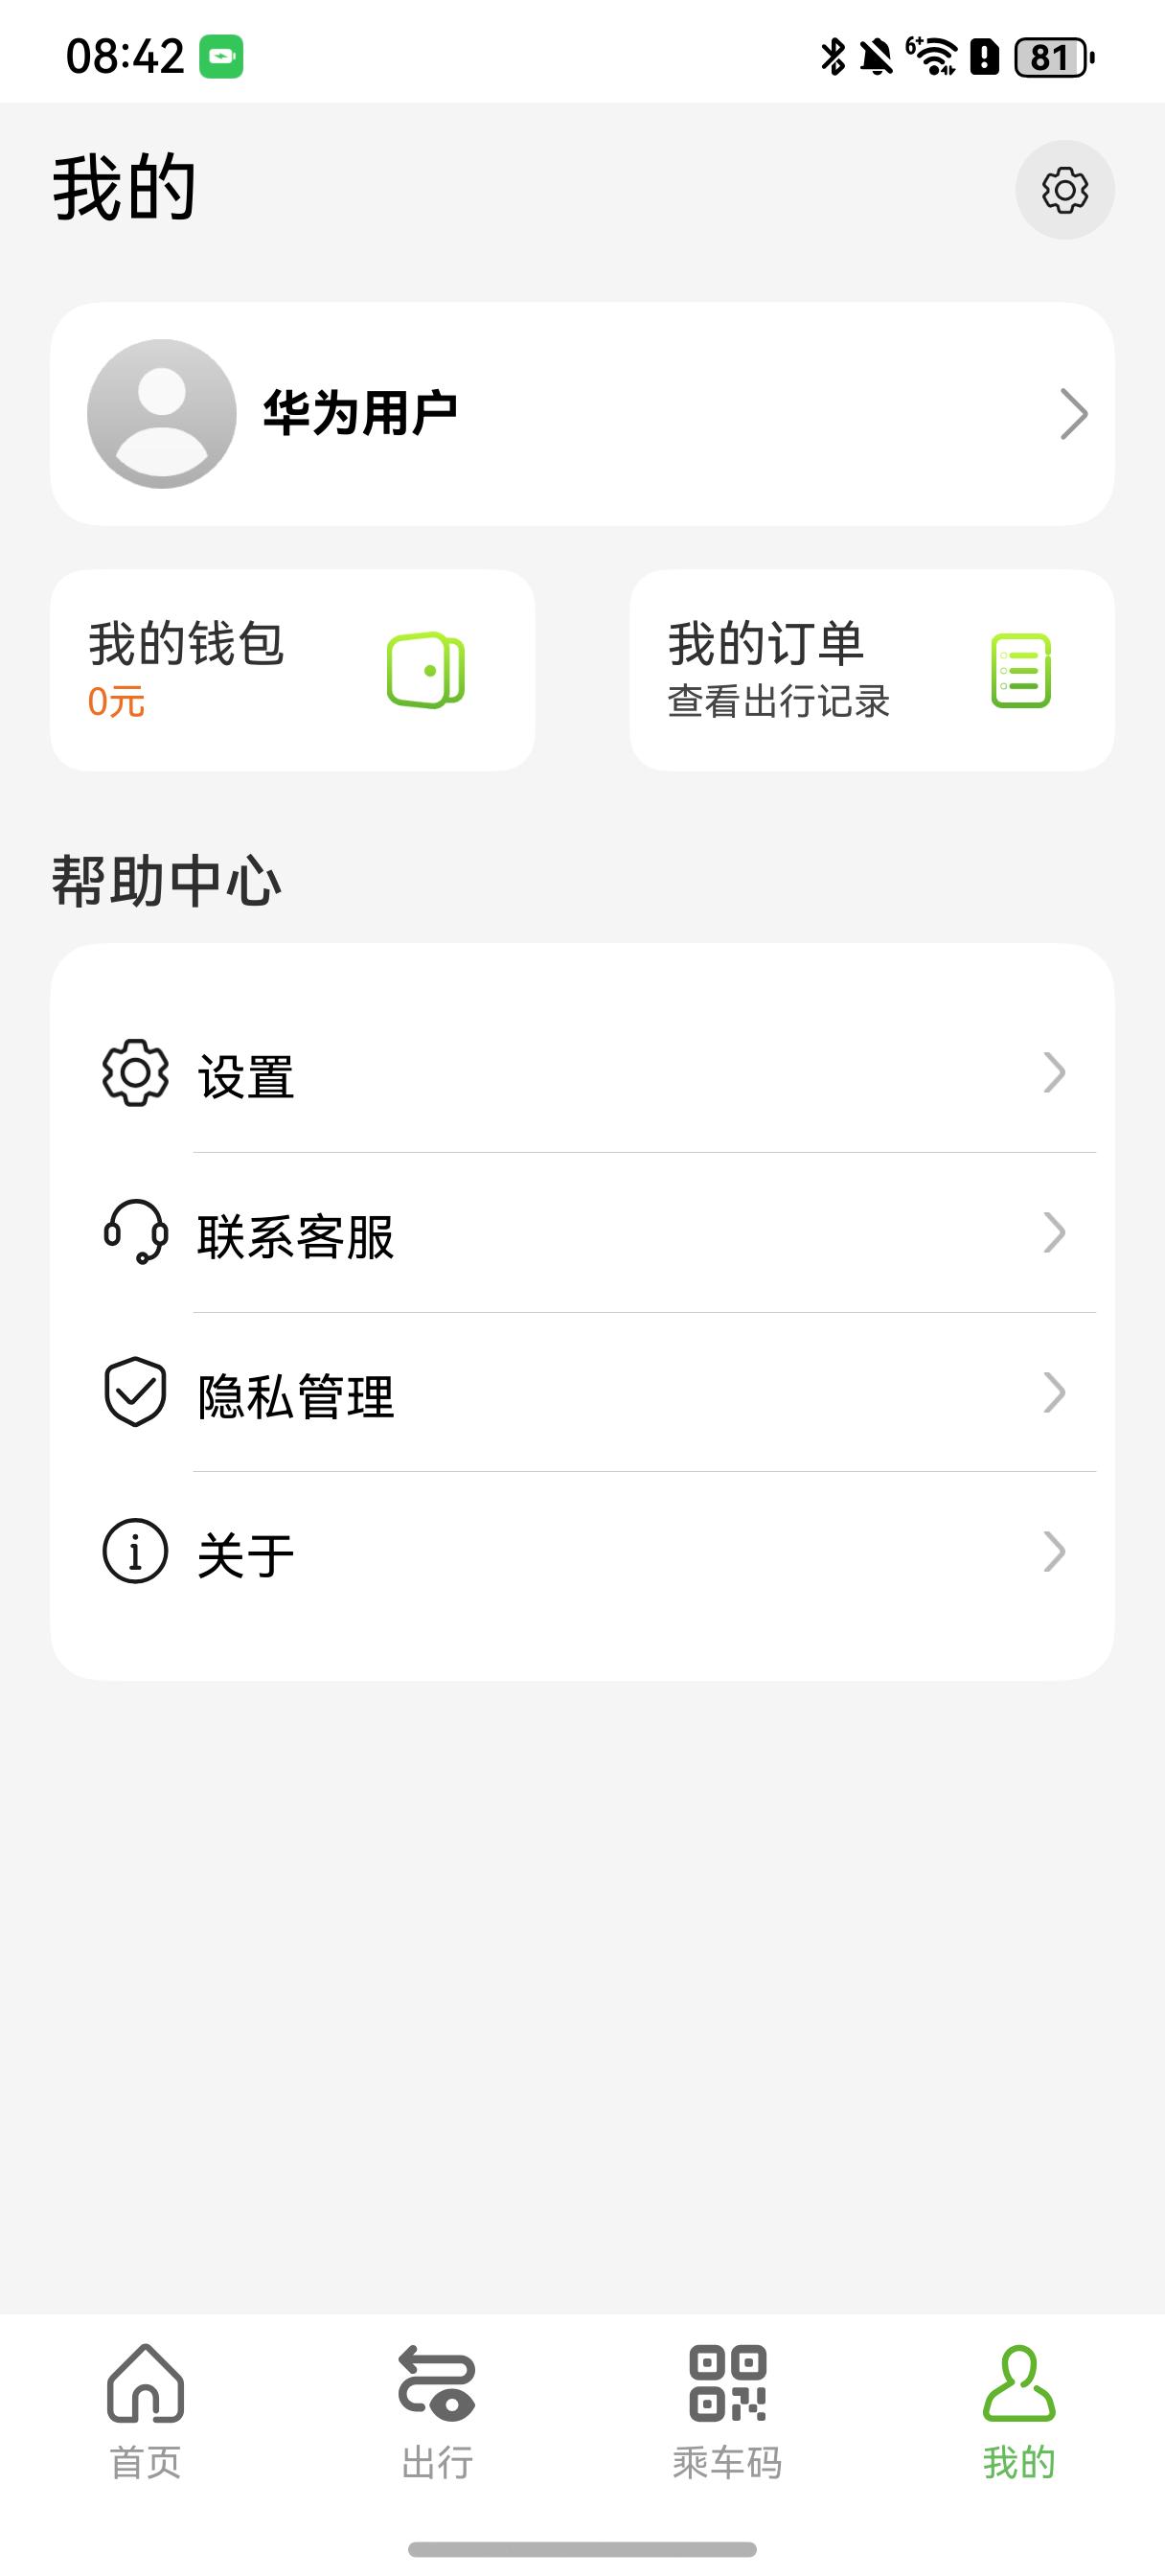 08:42
6+
81
我的
华为用户
我的钱包
0元
我的订单
查看出行记录
帮助中心
设置
联系客服
隐私管理
关于
首页
出行
乘车码
我的